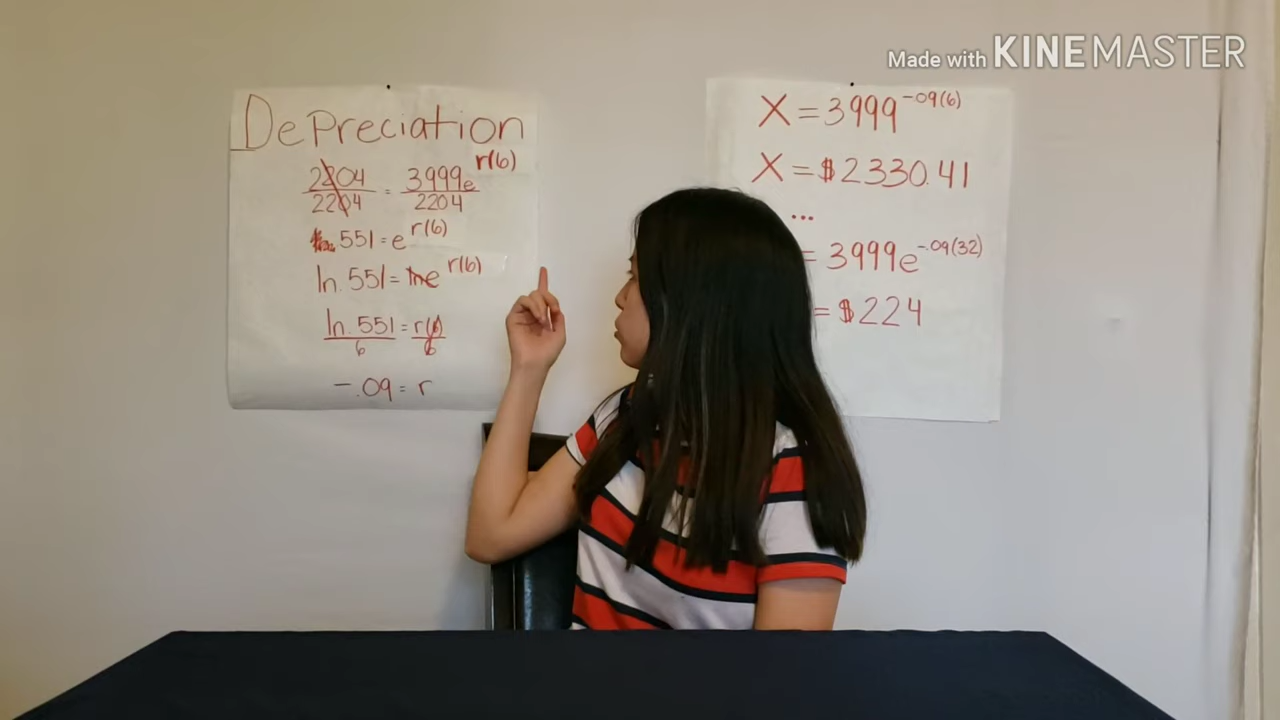 Made with KINEMASTER
Depreciation
2204/2204 = 3999e^r(6)/2204
.551 = e^r(6)
ln .551 = lne^r(6)
ln .551/6 = r(6)/6
-.09 = r
X = 3999^-.09(6)
X = $2330.41
...
= 3999e^-.09(32)
= $224